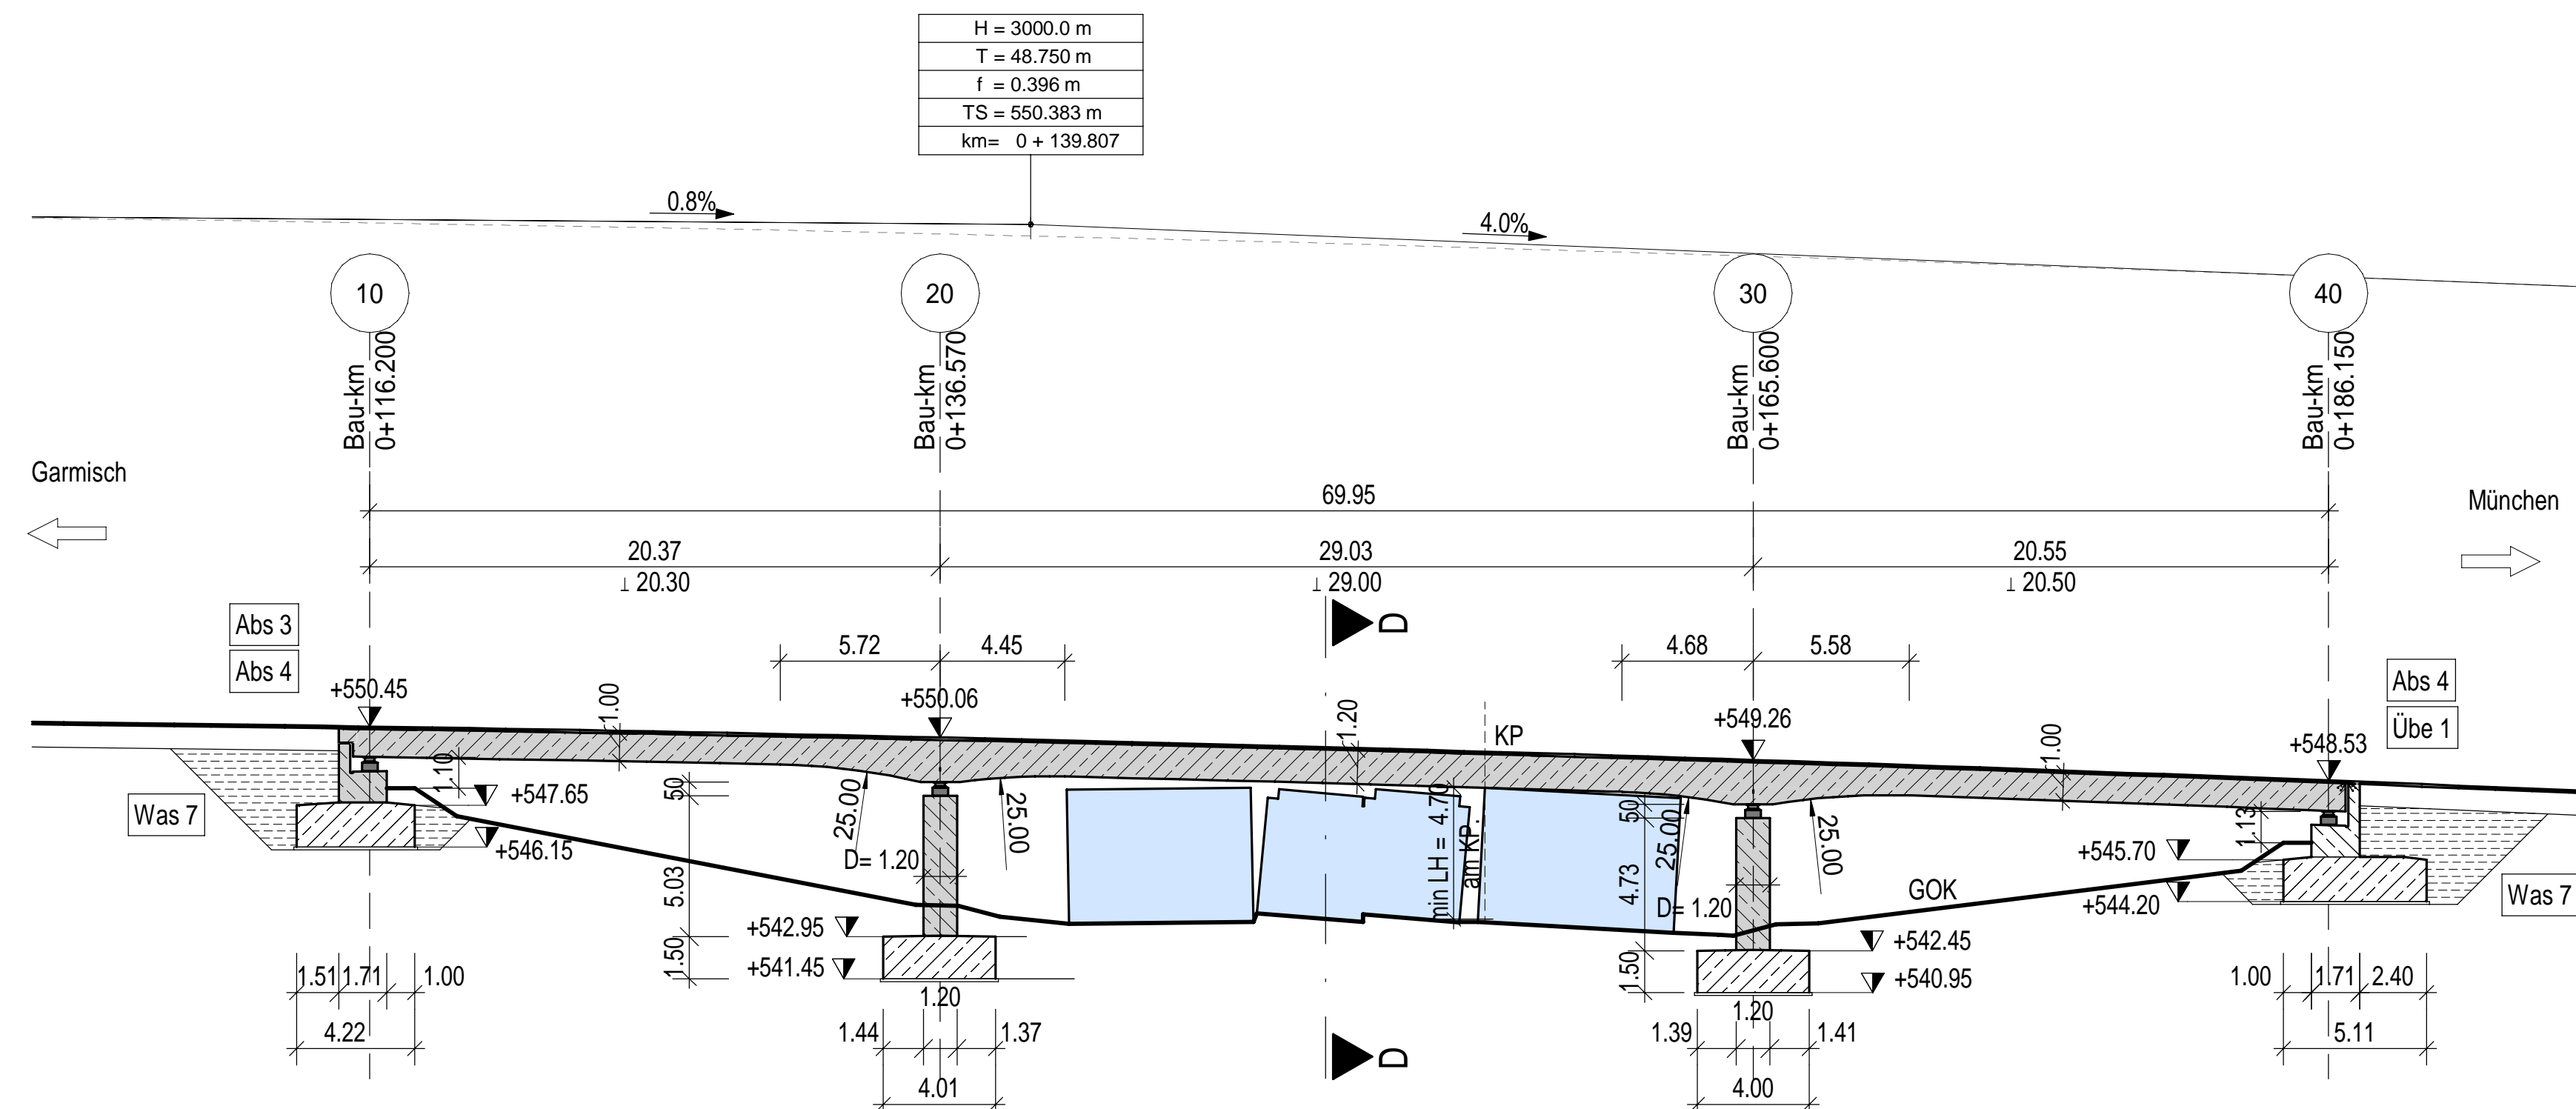 H = 3000.0 m
T = 48.750 m
f = 0.396 m
TS = 550.383 m
km= 0 + 139.807
0.8%
4.0%
10
20
30
40
Bau-km
0+116.200
Bau-km
0+136.570
Bau-km
0+165.600
Bau-km
0+186.150
Garmisch
München
69.95
20.37
29.03
20.55
⊥ 20.30
⊥ 29.00
⊥ 20.50
D
Abs 3
Abs 4
5.72
4.45
4.68
5.58
Abs 4
Übe 1
+550.45
+550.06
+549.26
+548.53
1.00
1.20
KP
1.00
Was 7
1.10
+547.65
+546.15
50
25.00
25.00
D= 1.20
5.03
min LH = 4.70
am KP.
50
25.00
25.00
4.73
D= 1.20
GOK
1.13
+545.70
+544.20
Was 7
+542.95
+541.45
1.50
1.50
+542.45
+540.95
1.51
1.71
1.00
1.20
1.20
1.00
1.71
2.40
4.22
1.44
1.37
1.39
1.41
5.11
D
4.01
4.00